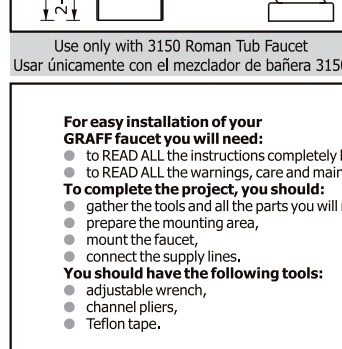 2-
Use only with 3150 Roman Tub Faucet
Usar únicamente con el mezclador de bañera 3150
For easy installation of your
GRAFF faucet you will need:
to READ ALL the instructions completely
to READ ALL the warnings, care and
To complete the project, you should:
gather the tools and all the parts you will
prepare the mounting area,
mount the faucet,
connect the supply lines.
You should have the following tools:
adjustable wrench,
channel pliers,
Teflon tape.